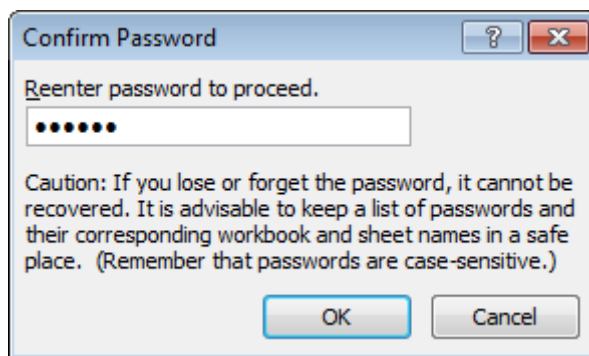 Confirm Password
?
Reenter password to proceed.
••••••
Caution: If you lose or forget the password, it cannot be
recovered. It is advisable to keep a list of passwords and
their corresponding workbook and sheet names in a safe
place.  (Remember that passwords are case-sensitive.)
OK Cancel